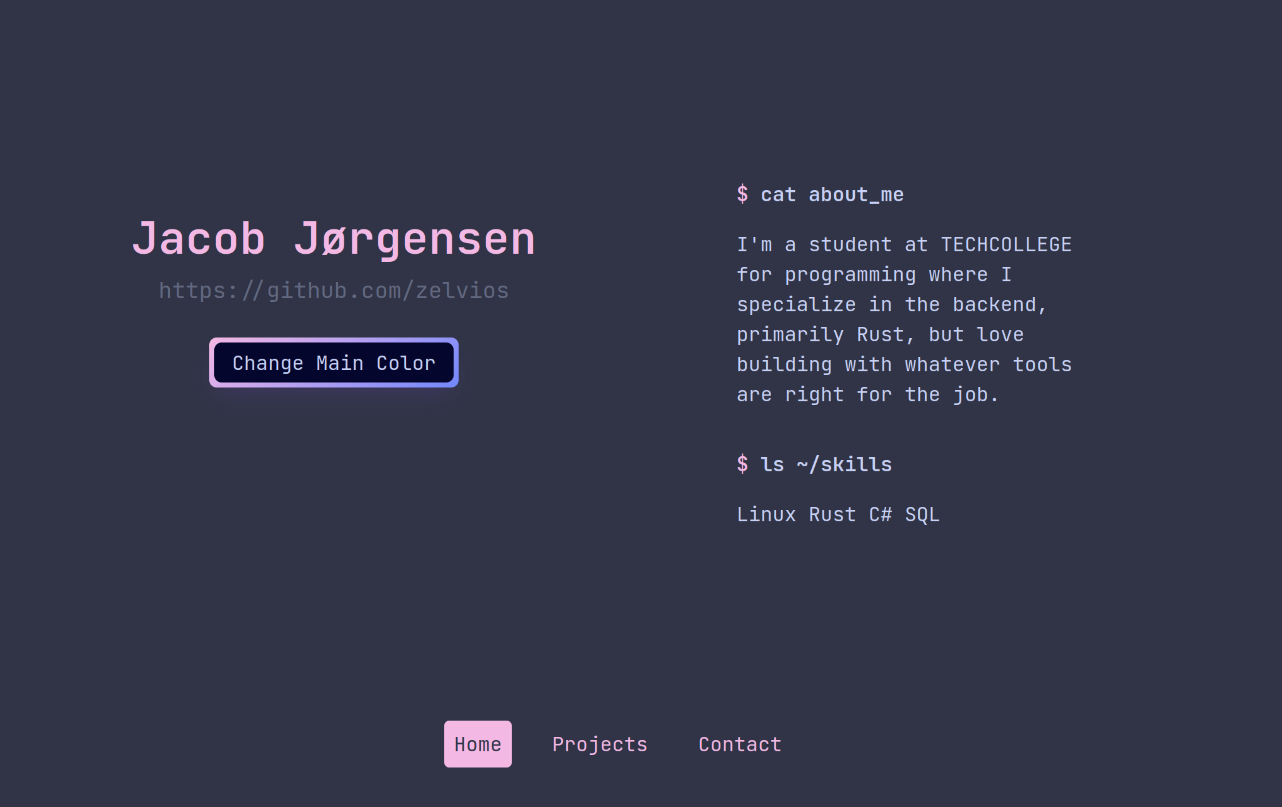 Jacob Jørgensen
https://github.com/zelvios
Change Main Color
$ cat about_me
I'm a student at TECHCOLLEGE
for programming where I
specialize in the backend,
primarily Rust, but love
building with whatever tools
are right for the job.
$ ls ~/skills
Linux Rust C# SQL
Home Projects Contact